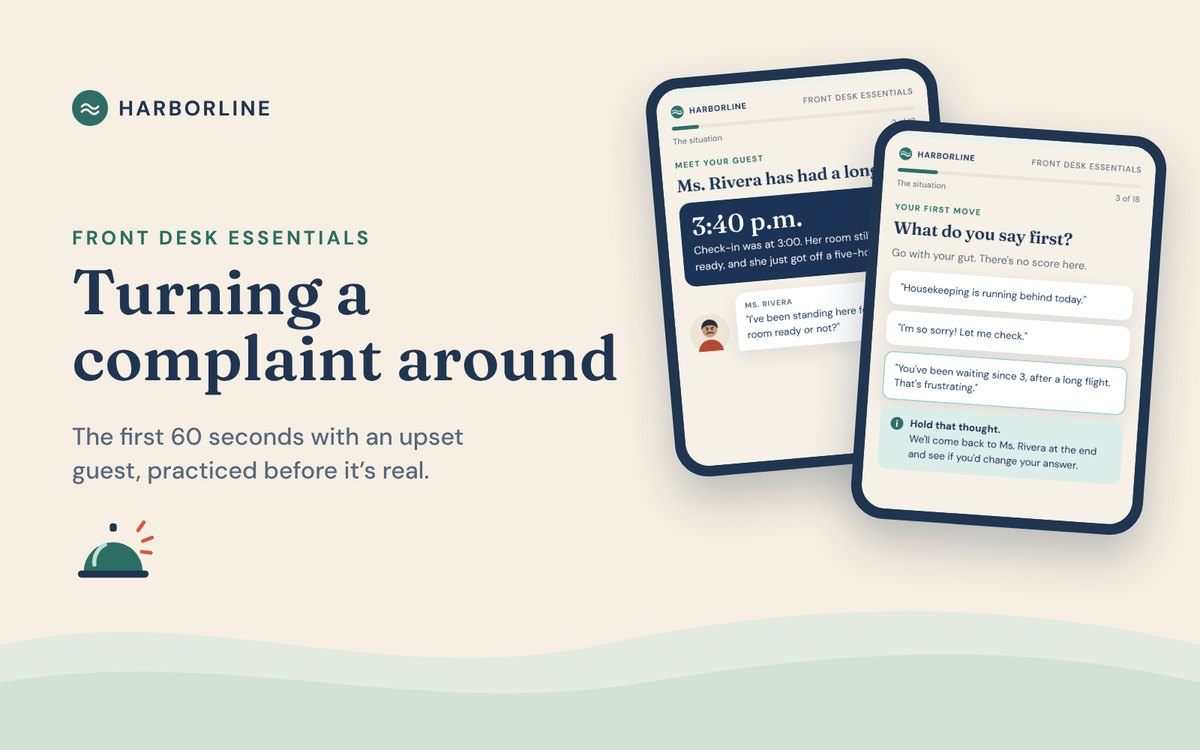 HARBORLINE
FRONT DESK ESSENTIALS
Turning a
complaint around
The first 60 seconds with an upset
guest, practiced before it’s real.
HARBORLINE
FRONT DESK ESSENTIALS
The situation
MEET YOUR GUEST
Ms. Rivera has had a long
3:40 p.m.
Check-in was at 3:00. Her room still
ready, and she just got off a five-ho
MS. RIVERA
"I've been standing here f
room ready or not?"
HARBORLINE
FRONT DESK ESSENTIALS
The situation
3 of 18
YOUR FIRST MOVE
What do you say first?
Go with your gut. There's no score here.
"Housekeeping is running behind today."
"I'm so sorry! Let me check."
"You've been waiting since 3, after a long flight.
That's frustrating."
i
Hold that thought.
We'll come back to Ms. Rivera at the end
and see if you'd change your answer.